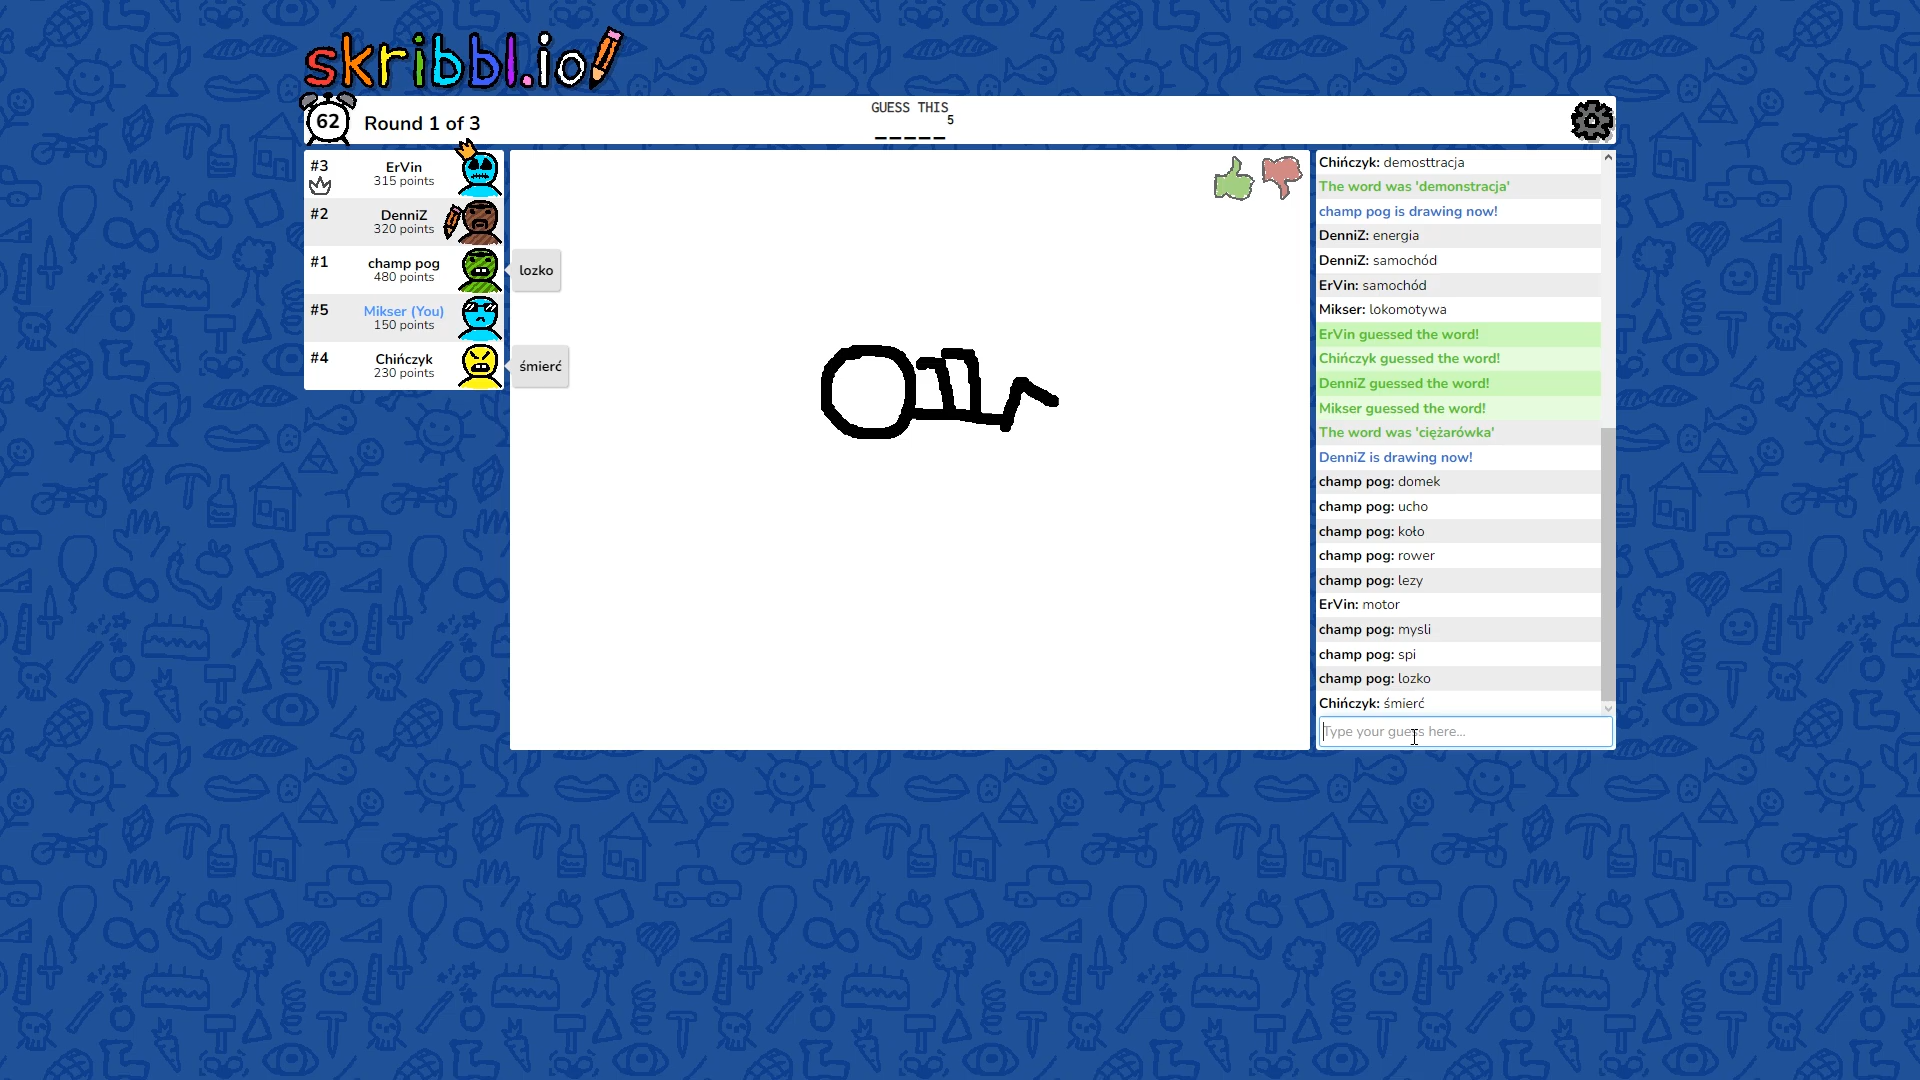 skribbl.io
62
Round 1 of 3
GUESS THIS
_____ 5
#3
ErVin
315 points
#2
DenniZ
320 points
#1
champ pog
480 points
lozko
#5
Mikser (You)
150 points
#4
Chińczyk
230 points
śmierć
Chińczyk: demosttracja
The word was 'demonstracja'
champ pog is drawing now!
DenniZ: energia
DenniZ: samochód
ErVin: samochód
Mikser: lokomotywa
ErVin guessed the word!
Chińczyk guessed the word!
DenniZ guessed the word!
Mikser guessed the word!
The word was 'ciężarówka'
DenniZ is drawing now!
champ pog: domek
champ pog: ucho
champ pog: koło
champ pog: rower
champ pog: lezy
ErVin: motor
champ pog: mysli
champ pog: spi
champ pog: lozko
Chińczyk: śmierć
Type your guess here...